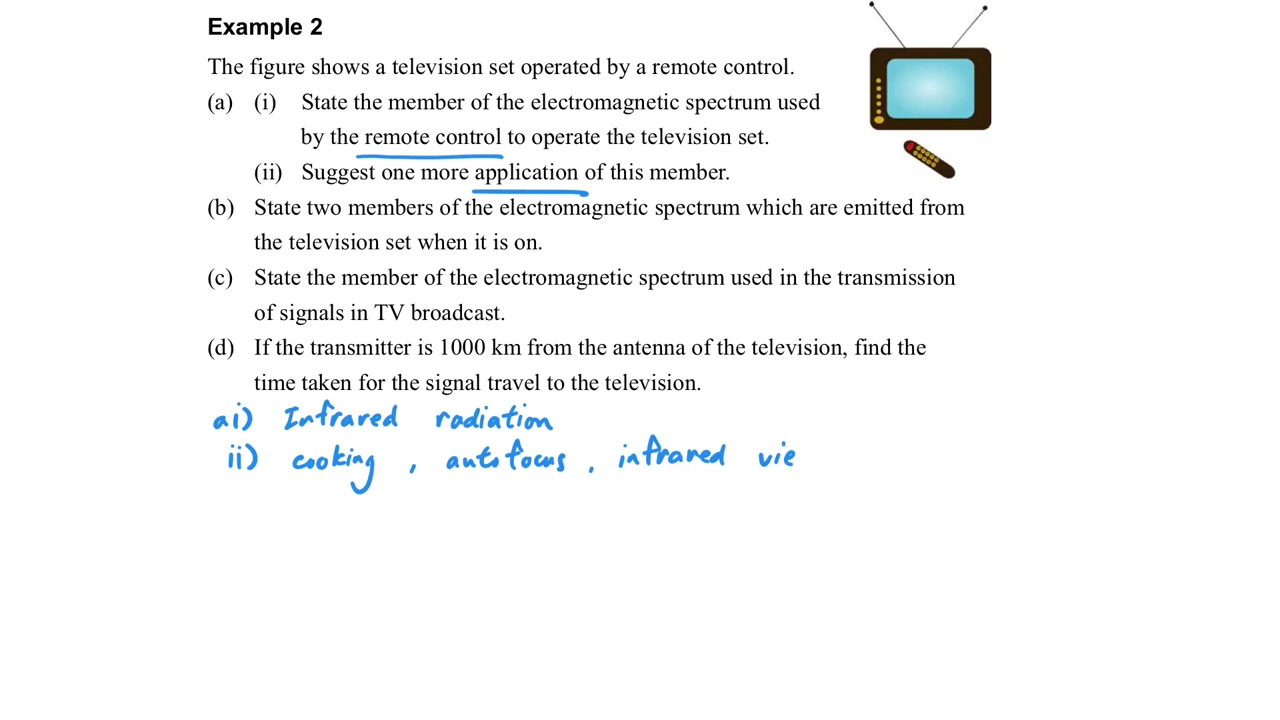 Example 2
The figure shows a television set operated by a remote control.
(a) (i) State the member of the electromagnetic spectrum used
by the remote control to operate the television set.
(ii) Suggest one more application of this member.
(b) State two members of the electromagnetic spectrum which are emitted from
the television set when it is on.
(c) State the member of the electromagnetic spectrum used in the transmission
of signals in TV broadcast.
(d) If the transmitter is 1000 km from the antenna of the television, find the
time taken for the signal travel to the television.
ai) Infrared radiation
ii) cooking , autofocus , infrared vie